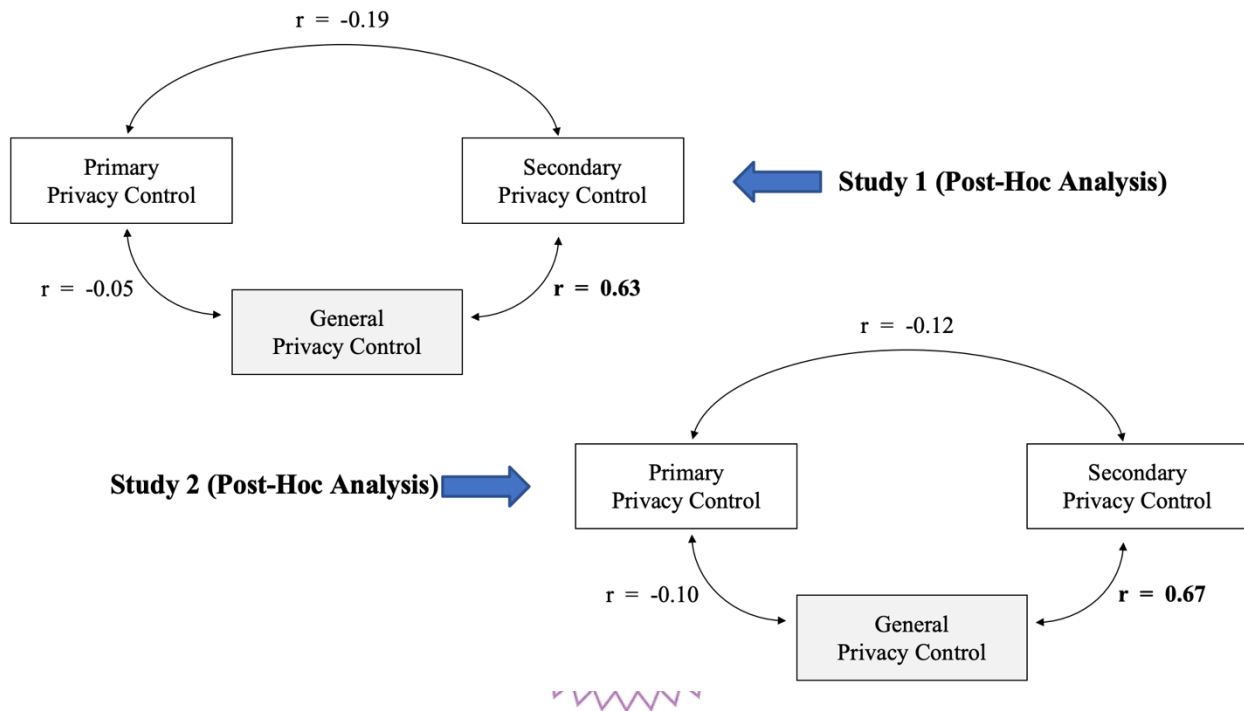 r = -0.19
Primary
Privacy Control
Secondary
Privacy Control
Study 1 (Post-Hoc Analysis)
r = -0.05
r = 0.63
General
Privacy Control
r = -0.12
Study 2 (Post-Hoc Analysis)
Primary
Privacy Control
Secondary
Privacy Control
r = -0.10
r = 0.67
General
Privacy Control